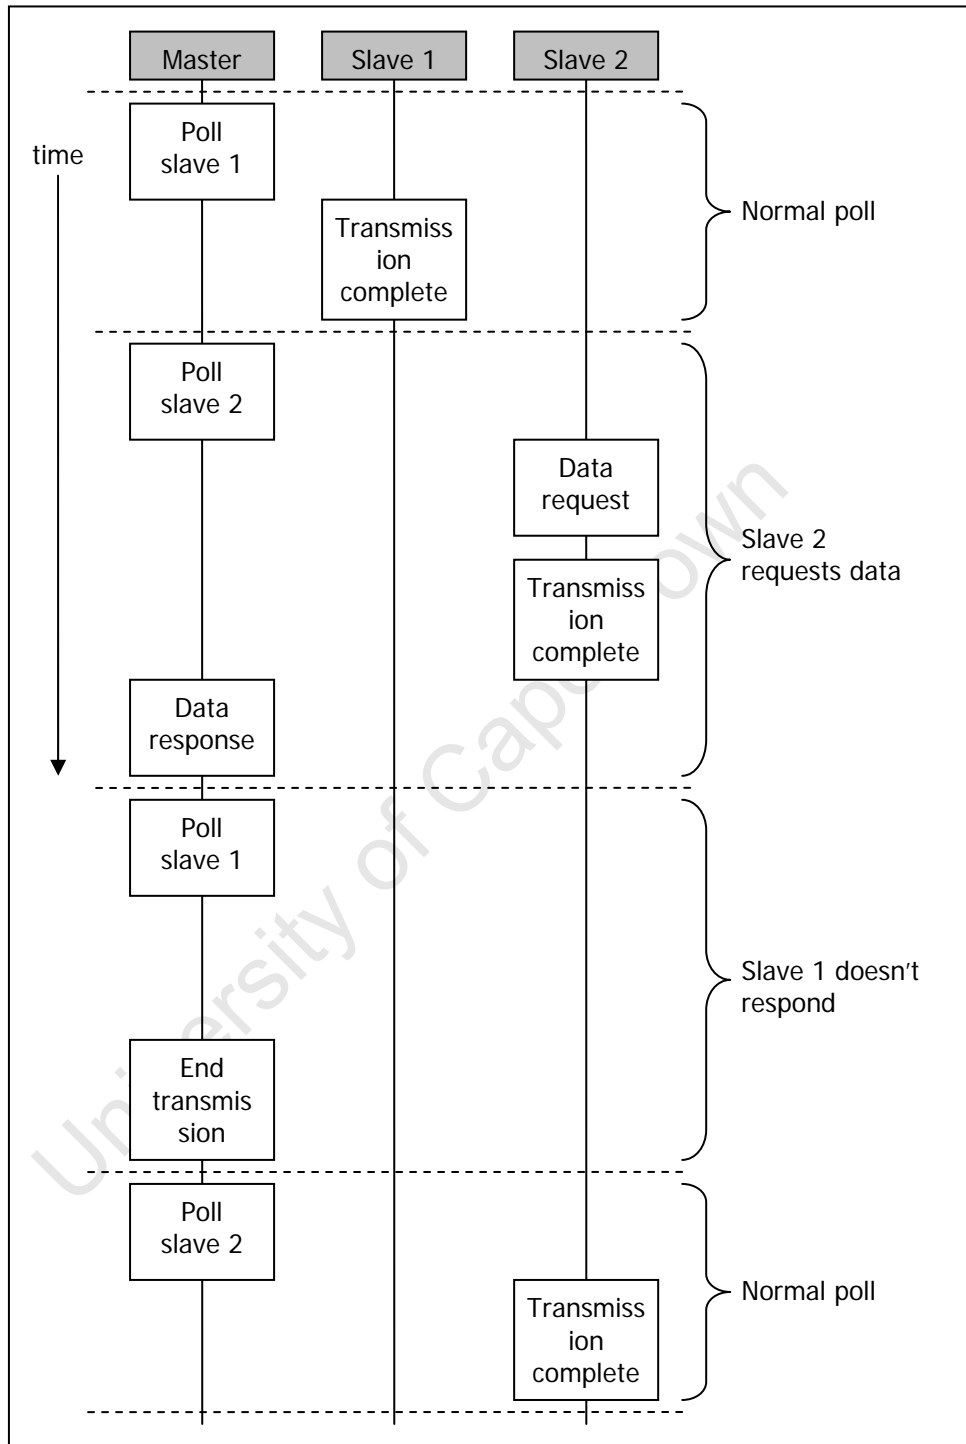 Master
Slave 1
Slave 2
time
Poll
slave 1
Transmiss
ion
complete
Normal poll
Poll
slave 2
Data
request
Transmiss
ion
complete
Slave 2
requests data
Data
response
Poll
slave 1
Slave 1 doesn't
respond
End
transmis
sion
Poll
slave 2
Transmiss
ion
complete
Normal poll
University of Cape Town